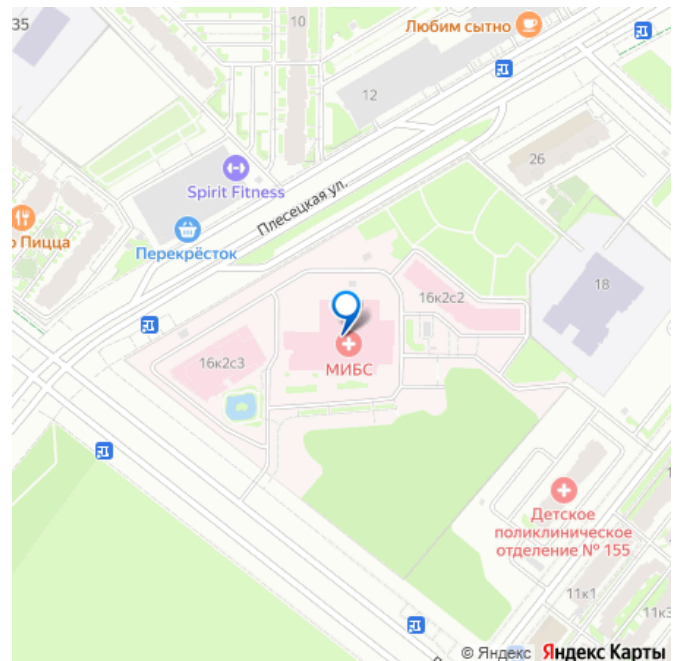 35
10
Любим сытно
12
26
Spirit Fitness
Плесецкая ул.
Пицца
Перекрёсток
18
16к2с2
16к2с3
МИБС
Детское
поликлиническое
отделение № 155
11к1
11к3
© Яндекс Яндекс Карты